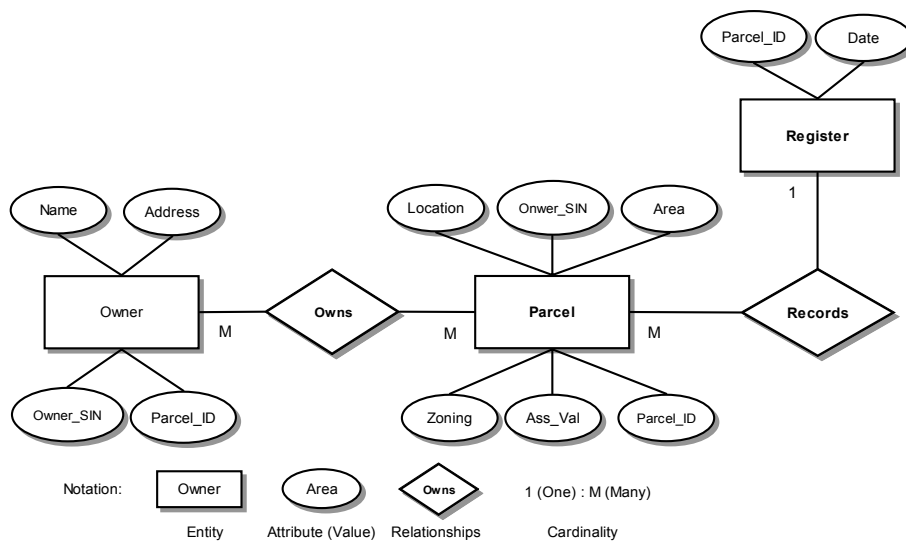 Parcel_ID
Date
Register
1
Name
Address
Location
Onwer_SIN
Area
Owner
M
Owns
M
Parcel
M
Records
Owner_SIN
Parcel_ID
Zoning
Ass_Val
Parcel_ID
Notation:
Owner
Area
Owns
1 (One) : M (Many)
Entity
Attribute (Value)
Relationships
Cardinality